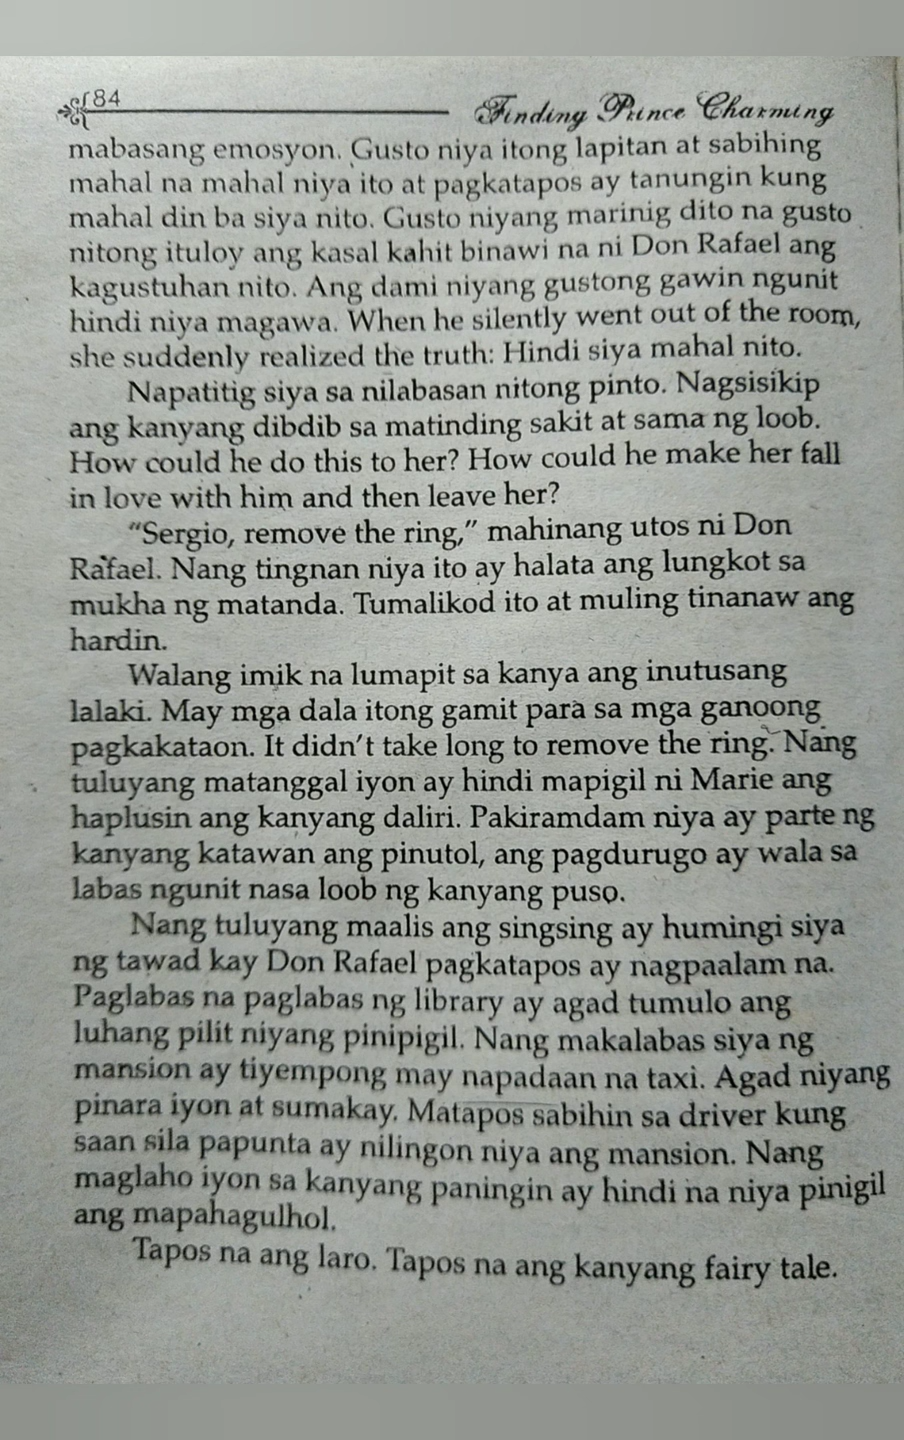 84
Finding Prince Charming
mabasang emosyon. Gusto niya itong lapitan at sabihing
mahal na mahal niya ito at pagkatapos ay tanungin kung
mahal din ba siya nito. Gusto niyang marinig dito na gusto
nitong ituloy ang kasal kahit binawi na ni Don Rafael ang
kagustuhan nito. Ang dami niyang gustong gawin ngunit
hindi niya magawa. When he silently went out of the room,
she suddenly realized the truth: Hindi siya mahal nito.
Napatitig siya sa nilabasan nitong pinto. Nagsisikip
ang kanyang dibdib sa matinding sakit at sama ng loob.
How could he do this to her? How could he make her fall
in love with him and then leave her?
“Sergio, remove the ring,” mahinang utos ni Don
Rafael. Nang tingnan niya ito ay halata ang lungkot sa
mukha ng matanda. Tumalikod ito at muling tinanaw ang
hardin.
Walang imik na lumapit sa kanya ang inutusang
lalaki. May mga dala itong gamit para sa mga ganoong
pagkakataon. It didn’t take long to remove the ring. Nang
tuluyang matanggal iyon ay hindi mapigil ni Marie ang
haplusin ang kanyang daliri. Pakiramdam niya ay parte ng
kanyang katawan ang pinutol, ang pagdurugo ay wala sa
labas ngunit nasa loob ng kanyang puso.
Nang tuluyang maalis ang singsing ay humingi siya
ng tawad kay Don Rafael pagkatapos ay nagpaalam na.
Paglabas na paglabas ng library ay agad tumulo ang
luhang pilit niyang pinipigil. Nang makalabas siya ng
mansion ay tiyempong may napadaan na taxi. Agad niyang
pinara iyon at sumakay. Matapos sabihin sa driver kung
saan sila papunta ay nilingon niya ang mansion. Nang
maglaho iyon sa kanyang paningin ay hindi na niya pinigil
ang mapahagulhol.
Tapos na ang laro. Tapos na ang kanyang fairy tale.